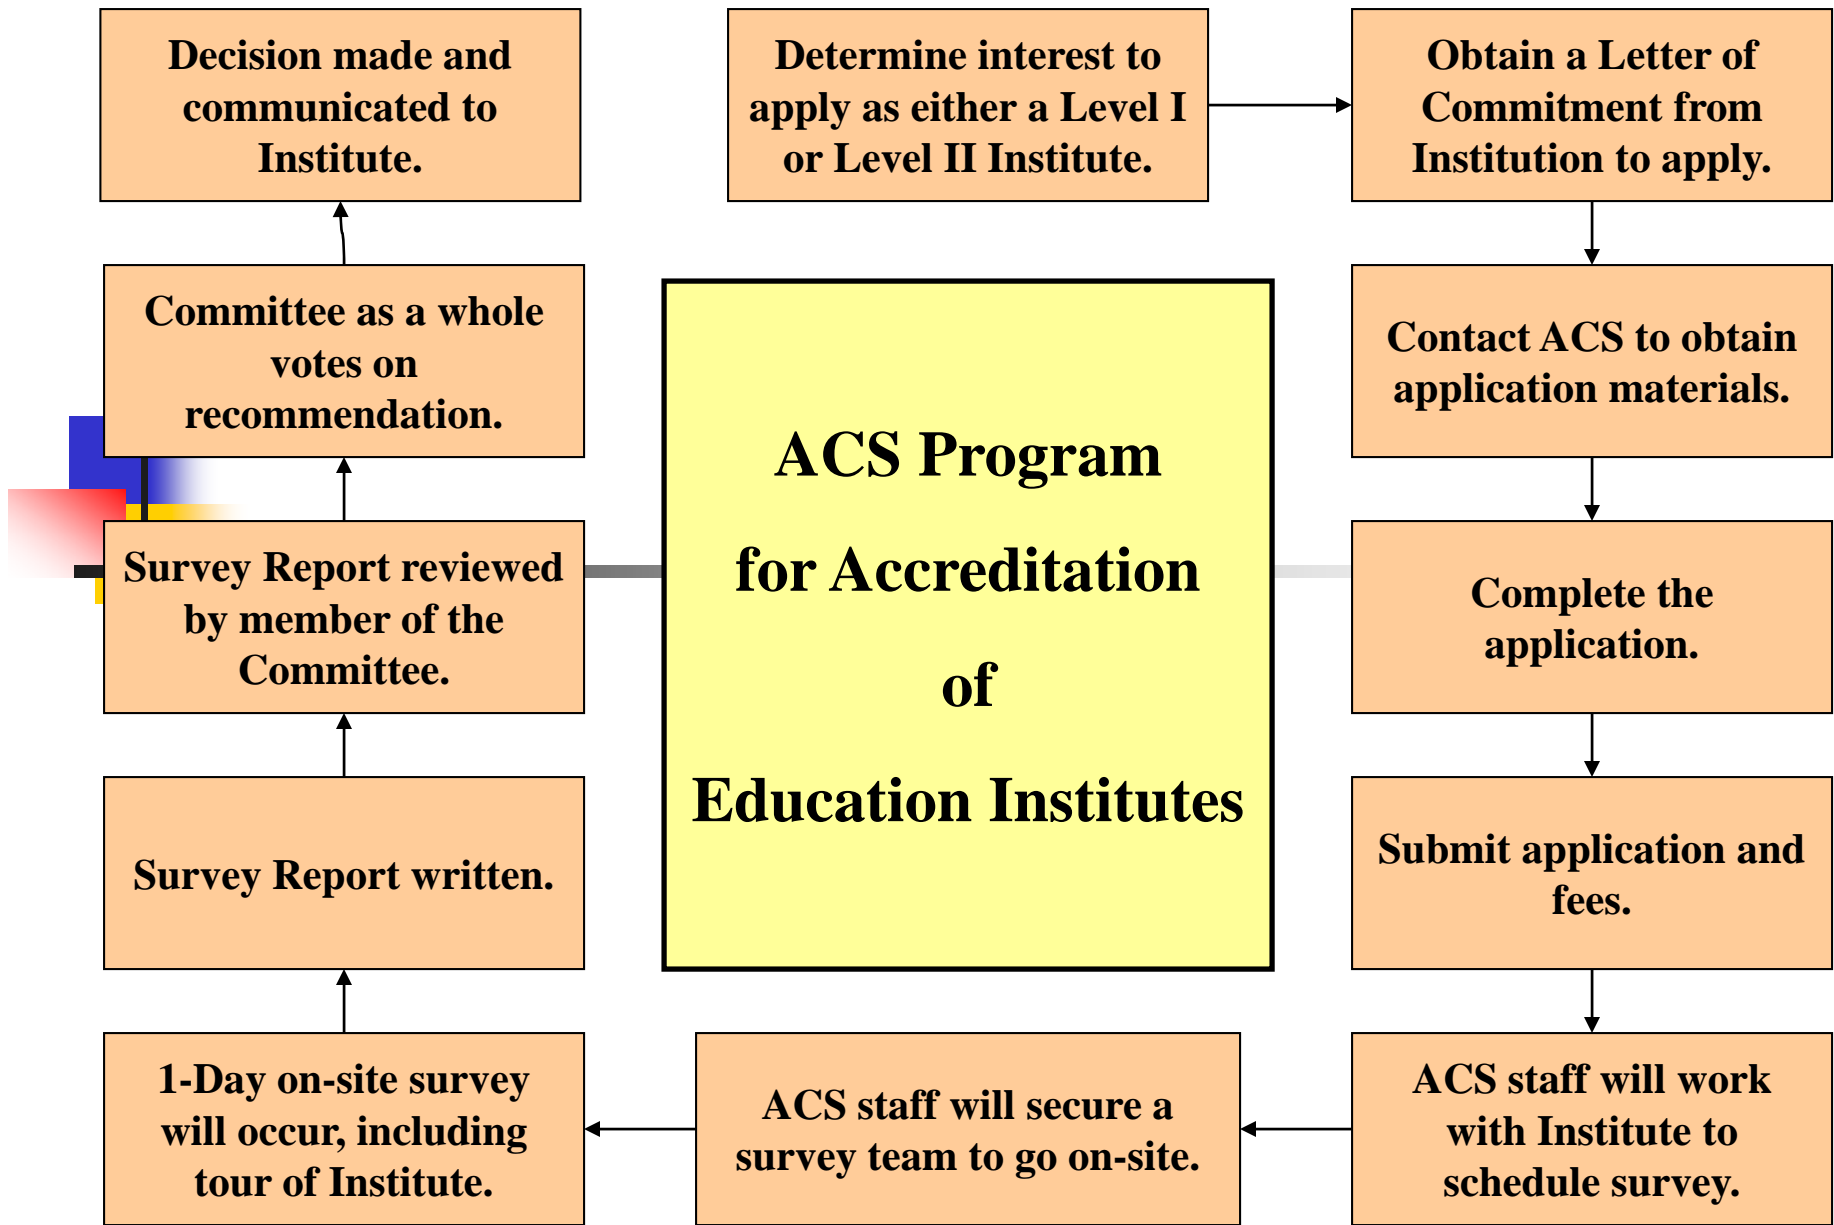 Decision made and
communicated to
Institute.
Determine interest to
apply as either a Level I
or Level II Institute.
Obtain a Letter of
Commitment from
Institution to apply.
Committee as a whole
votes on
recommendation.
Contact ACS to obtain
application materials.
ACS Program
for Accreditation
of
Education Institutes
Survey Report reviewed
by member of the
Committee.
Complete the
application.
Survey Report written.
Submit application and
fees.
1-Day on-site survey
will occur, including
tour of Institute.
ACS staff will secure a
survey team to go on-site.
ACS staff will work
with Institute to
schedule survey.